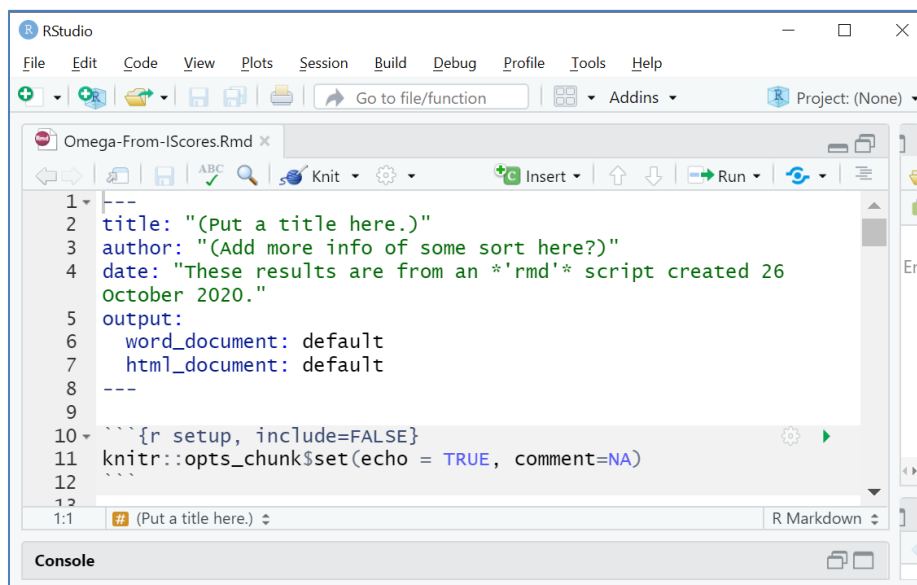 RStudio
File Edit Code View Plots Session Build Debug Profile Tools Help
Go to file/function Addins Project: (None)
Omega-From-IScores.Rmd
ABC Knit Insert Run
1 ---
2 title: "(Put a title here.)"
3 author: "(Add more info of some sort here?)"
4 date: "These results are from an *'rmd'* script created 26
October 2020."
5 output:
6 word_document: default
7 html_document: default
8 ---
9
10 ```{r setup, include=FALSE}
11 knitr::opts_chunk$set(echo = TRUE, comment=NA)
12 ```
13
1:1 # (Put a title here.) R Markdown
Console